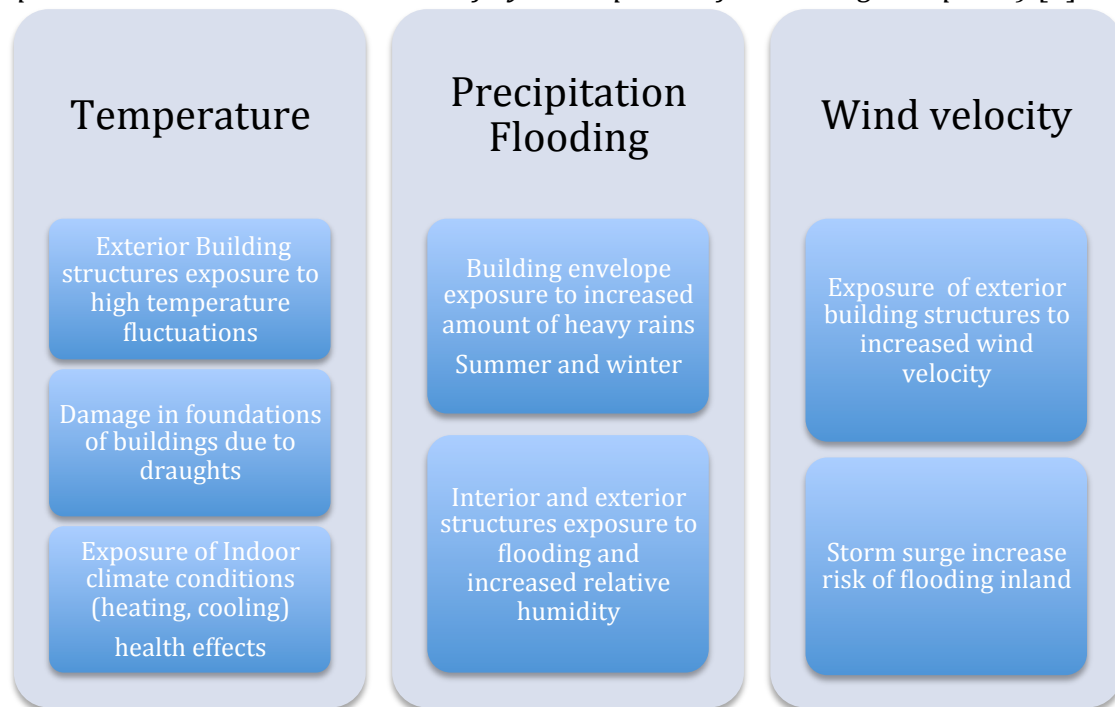 Temperature
Exterior Building
structures exposure to
high temperature
fluctuations
Damage in foundations
of buildings due to
draughts
Exposure of Indoor
climate conditions
(heating, cooling)
health effects
Precipitation
Flooding
Building envelope
exposure to increased
amount of heavy rains
Summer and winter
Interior and exterior
structures exposure to
flooding and
increased relative
humidity
Wind velocity
Exposure  of exterior
building structures to
increased wind
velocity
Storm surge increase
risk of flooding inland